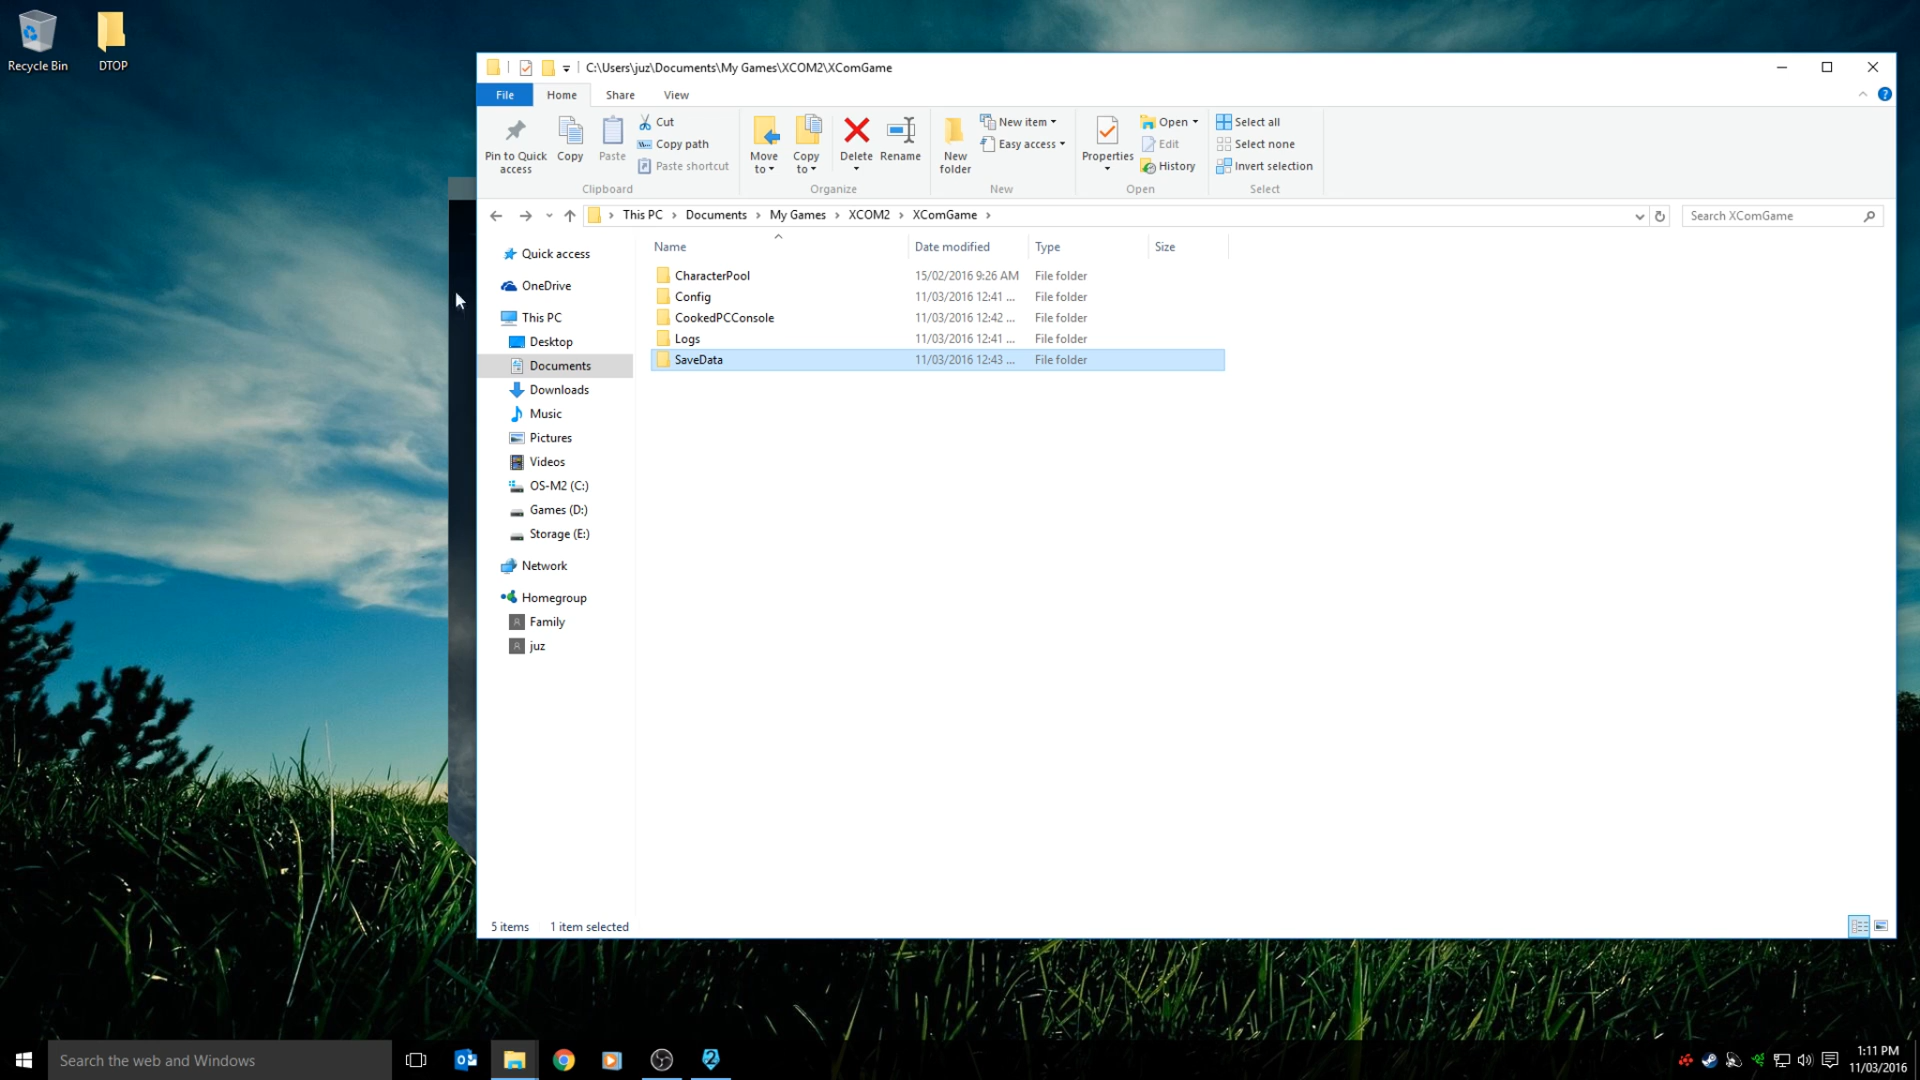 Recycle Bin
DTOP
C:\Users\juz\Documents\My Games\XCOM2\XComGame
File Home Share View
Pin to Quick access
Copy
Paste
Cut
Copy path
Paste shortcut
Clipboard
Move to
Copy to
Delete
Rename
Organize
New folder
New item
Easy access
New
Properties
Open
Edit
History
Open
Select all
Select none
Invert selection
Select
This PC > Documents > My Games > XCOM2 > XComGame >
Search XComGame
Name Date modified Type Size
CharacterPool 15/02/2016 9:26 AM File folder
Config 11/03/2016 12:41 ... File folder
CookedPCConsole 11/03/2016 12:42 ... File folder
Logs 11/03/2016 12:41 ... File folder
SaveData 11/03/2016 12:43 ... File folder
Quick access
OneDrive
This PC
Desktop
Documents
Downloads
Music
Pictures
Videos
OS-M2 (C:)
Games (D:)
Storage (E:)
Network
Homegroup
Family
juz
5 items 1 item selected
Search the web and Windows
1:11 PM
11/03/2016